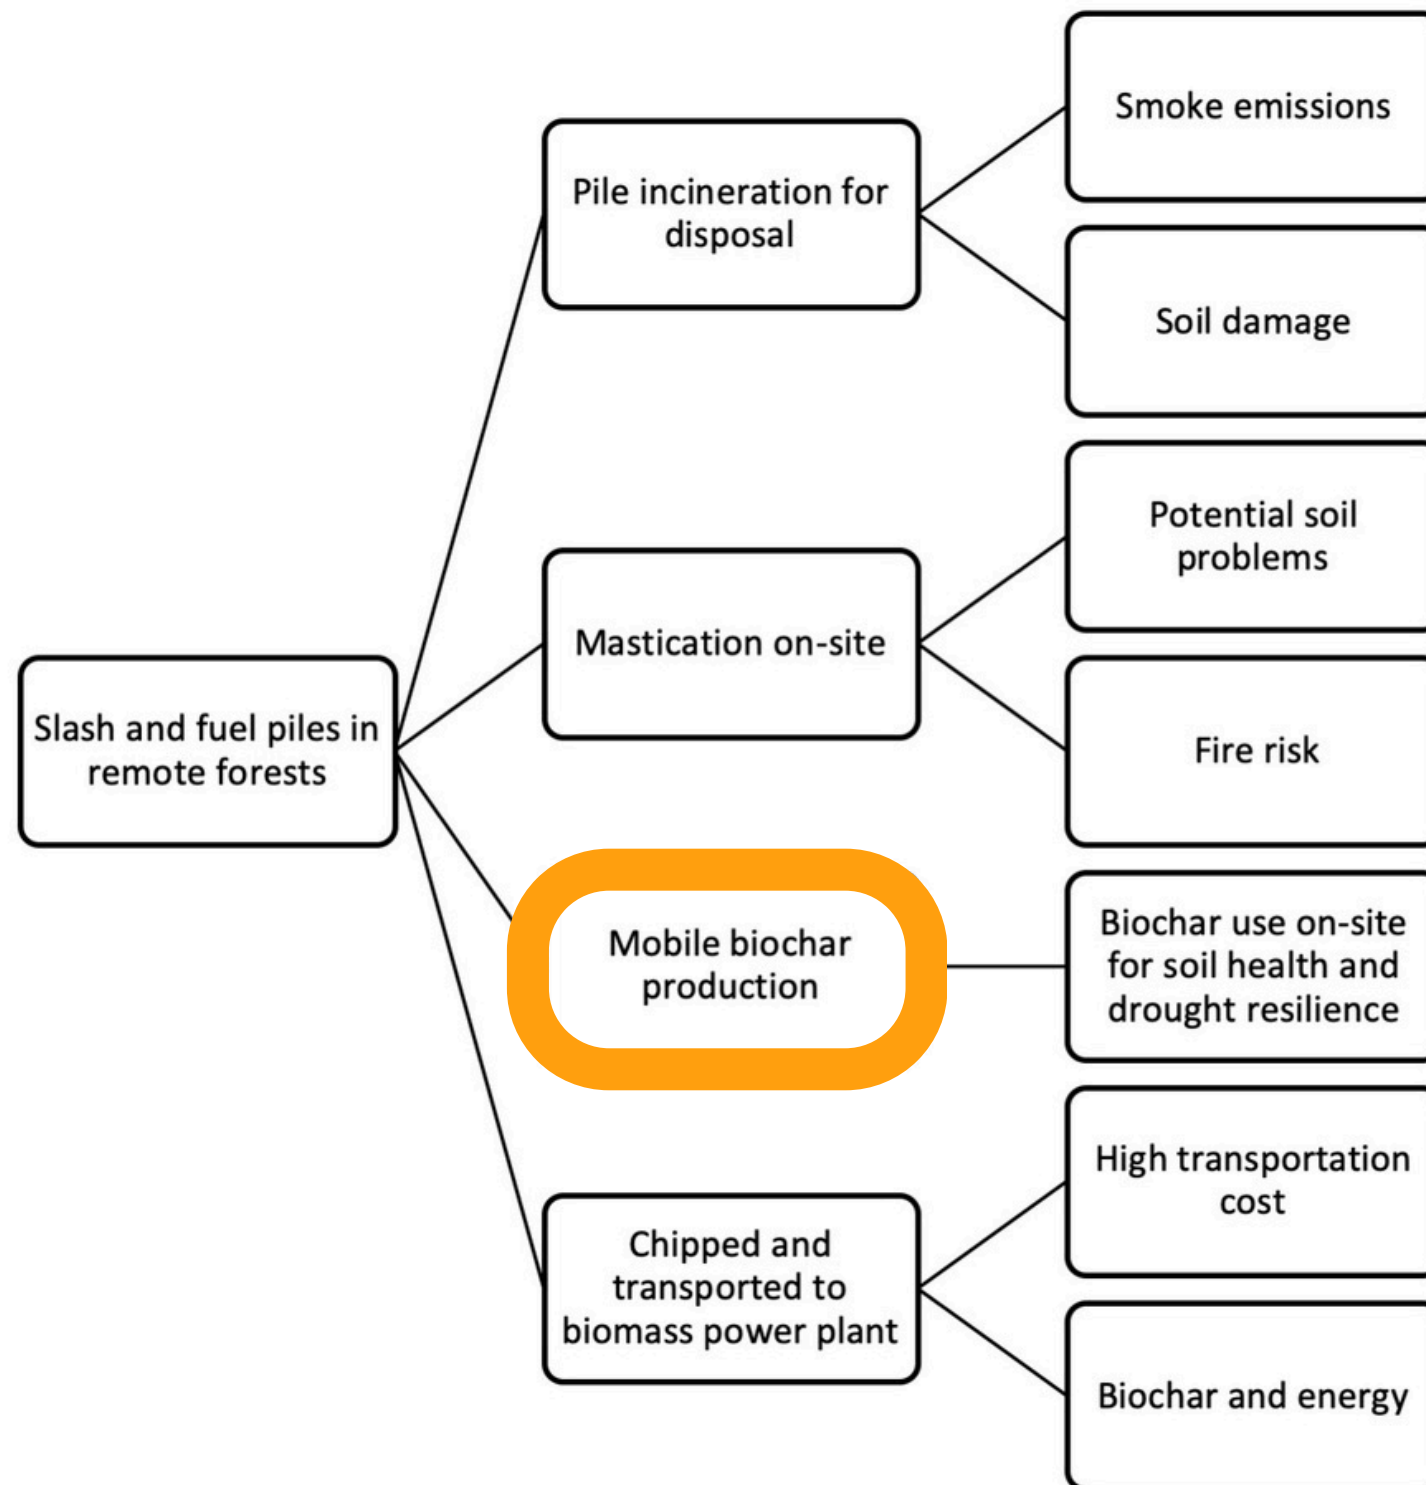 Slash and fuel piles in
remote forests
Pile incineration for
disposal
Smoke emissions
Soil damage
Mastication on-site
Potential soil
problems
Fire risk
Mobile biochar
production
Biochar use on-site
for soil health and
drought resilience
Chipped and
transported to
biomass power plant
High transportation
cost
Biochar and energy